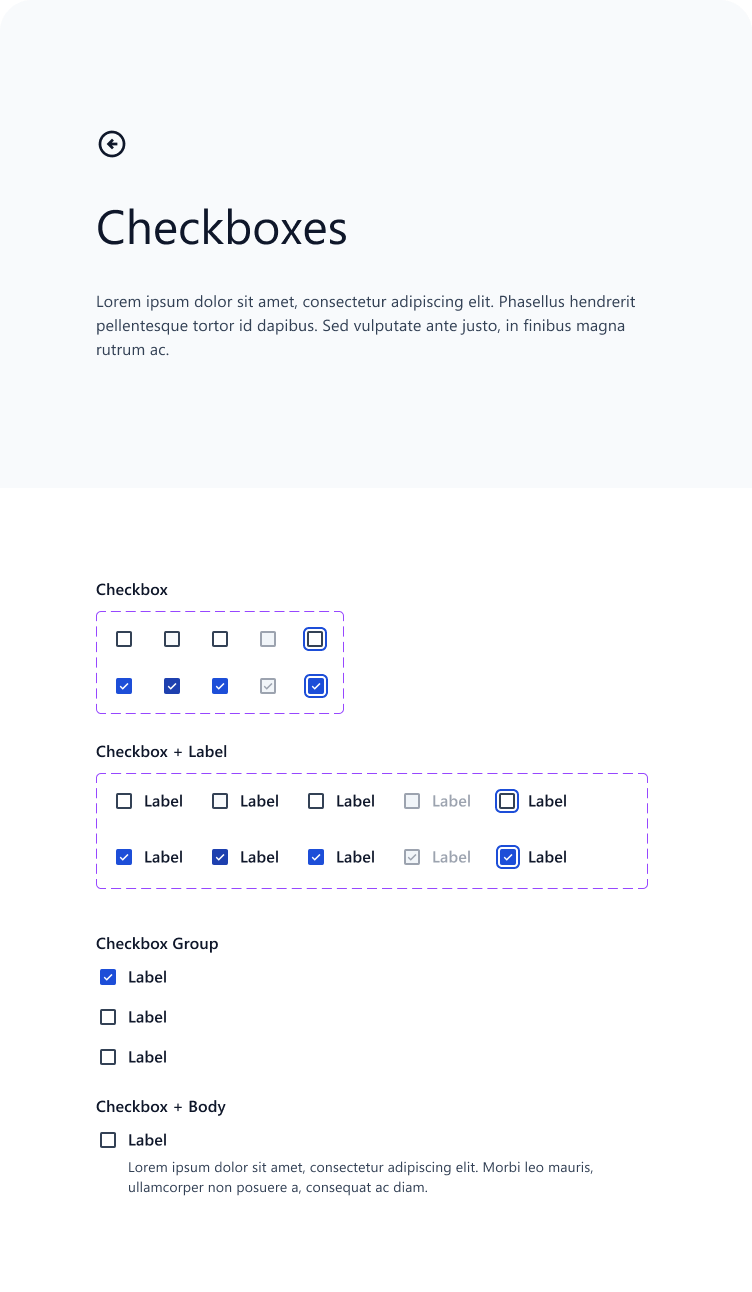 Checkboxes
Lorem ipsum dolor sit amet, consectetur adipiscing elit. Phasellus hendrerit
pellentesque tortor id dapibus. Sed vulputate ante justo, in finibus magna
rutrum ac.
Checkbox
Checkbox + Label
Label Label Label Label Label
Label Label Label Label Label
Checkbox Group
Label
Label
Label
Checkbox + Body
Label
Lorem ipsum dolor sit amet, consectetur adipiscing elit. Morbi leo mauris,
ullamcorper non posuere a, consequat ac diam.